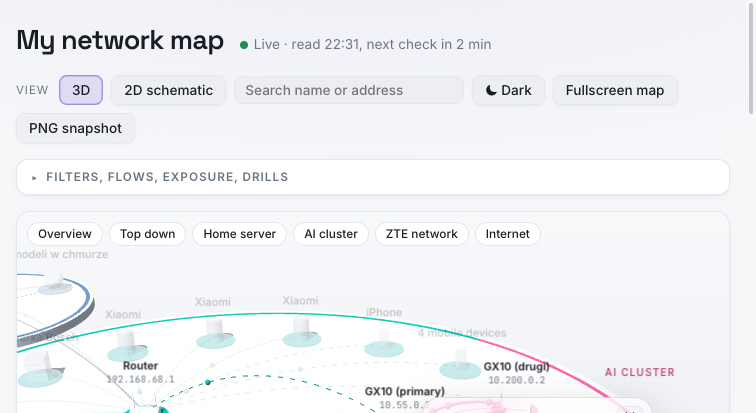 My network map
Live · read 22:31, next check in 2 min
VIEW
3D
2D schematic
Search name or address
Dark
Fullscreen map
PNG snapshot
FILTERS, FLOWS, EXPOSURE, DRILLS
Overview
Top down
Home server
AI cluster
ZTE network
Internet
modeli w chmurze
Xiaomi
Xiaomi
Xiaomi
iPhone
4 mobile devices
Bosch
Router
192.168.68.1
GX10 (drugi)
10.200.0.2
AI CLUSTER
GX10 (primary)
10.55.0.